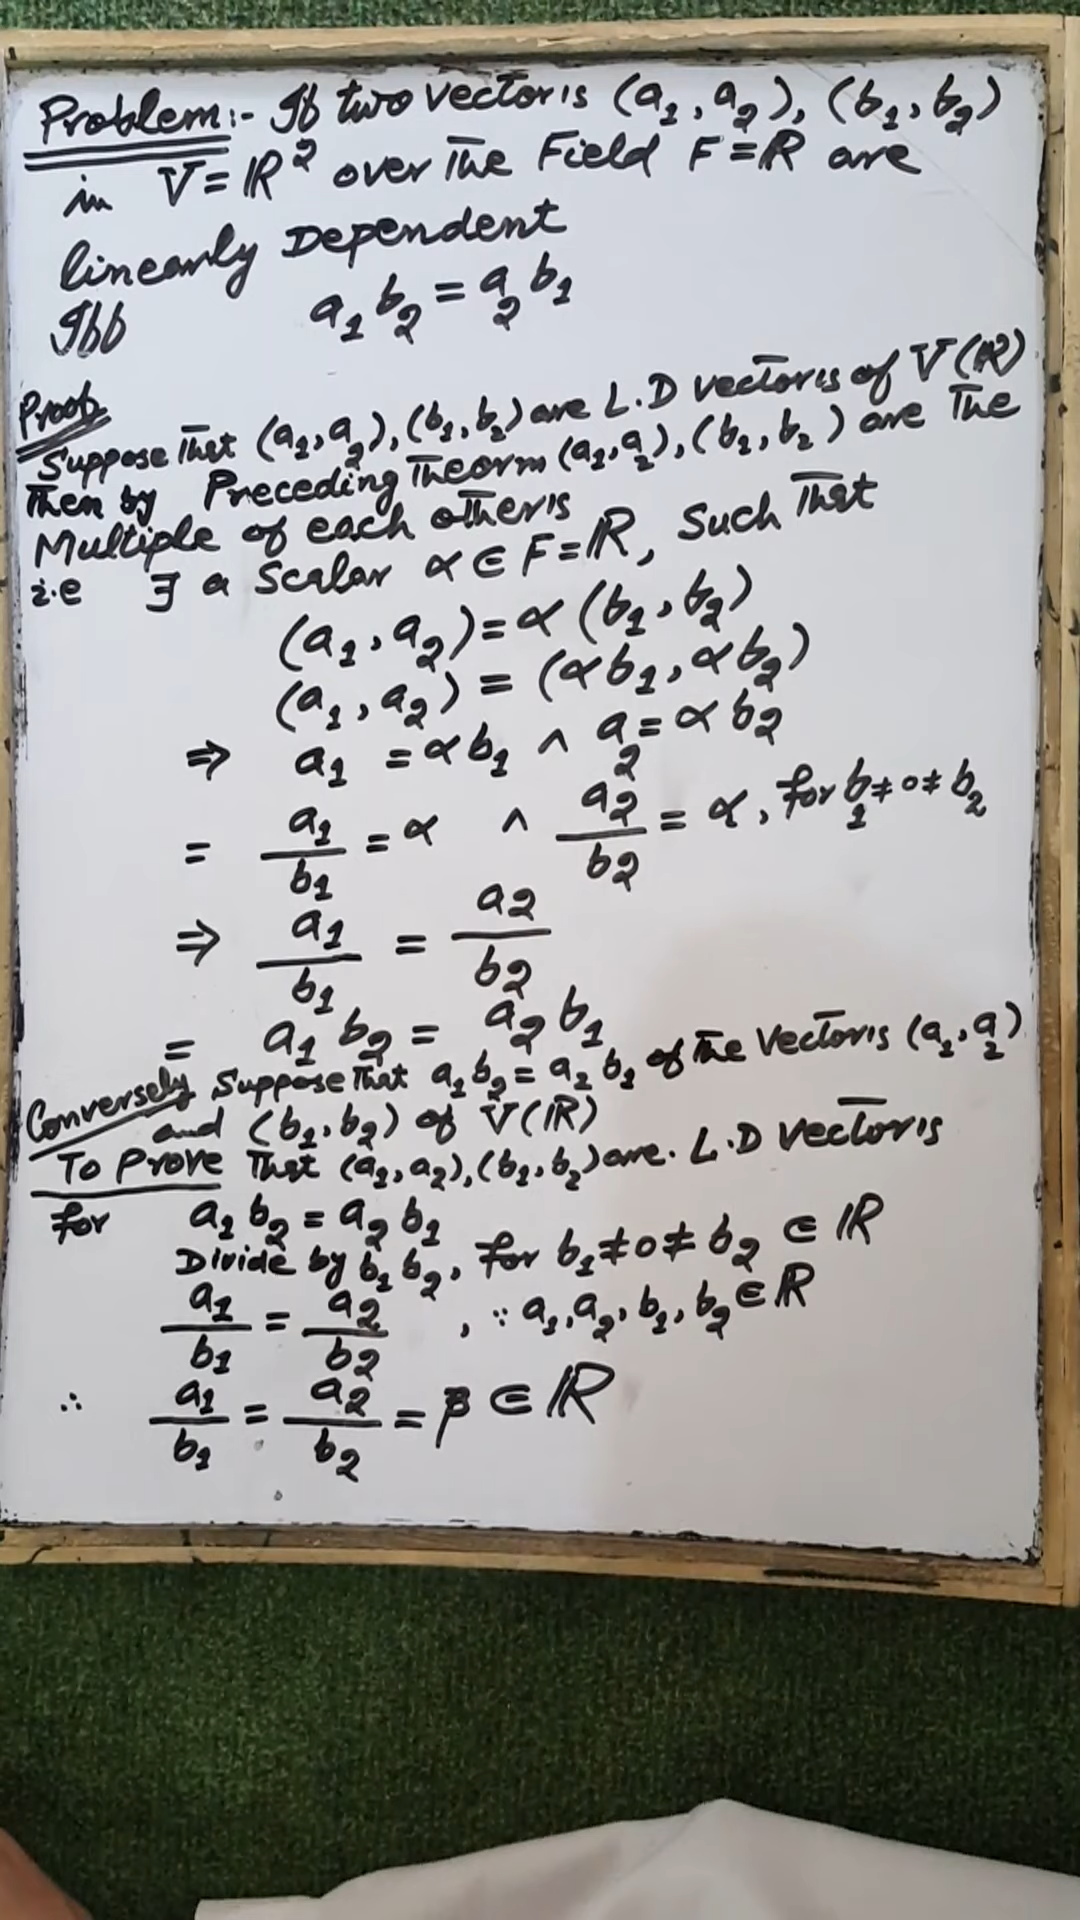 Problem:- If two vectors (a₁, a₂), (b₁, b₂)
in V = ℝ² over The Field F = ℝ are
linearly Dependent
Iff a₁ b₂ = a₂ b₁
Proof
Suppose That (a₁, a₂), (b₁, b₂) are L.D vectors of V(ℝ)
Then by Preceding Theorm (a₁, a₂), (b₁, b₂) are The
Multiple of each others
i.e ∃ a Scalar α ∈ F = ℝ, Such That
(a₁, a₂) = α (b₁, b₂)
(a₁, a₂) = (α b₁, α b₂)
⇒ a₁ = α b₁ ∧ a₂ = α b₂
= a₁/b₁ = α ∧ a₂/b₂ = α, for b₁ ≠ 0 ≠ b₂
⇒ a₁/b₁ = a₂/b₂
= a₁ b₂ = a₂ b₁
Conversely Suppose That a₁ b₂ = a₂ b₁ of The Vectors (a₁, a₂)
and (b₁, b₂) of V(ℝ)
To Prove That (a₁, a₂), (b₁, b₂) are. L.D vectors
for a₁ b₂ = a₂ b₁
Divide by b₁ b₂, for b₁ ≠ 0 ≠ b₂ ∈ ℝ
a₁/b₁ = a₂/b₂ , ∵ a₁, a₂, b₁, b₂ ∈ ℝ
∴ a₁/b₁ = a₂/b₂ = β ∈ ℝ